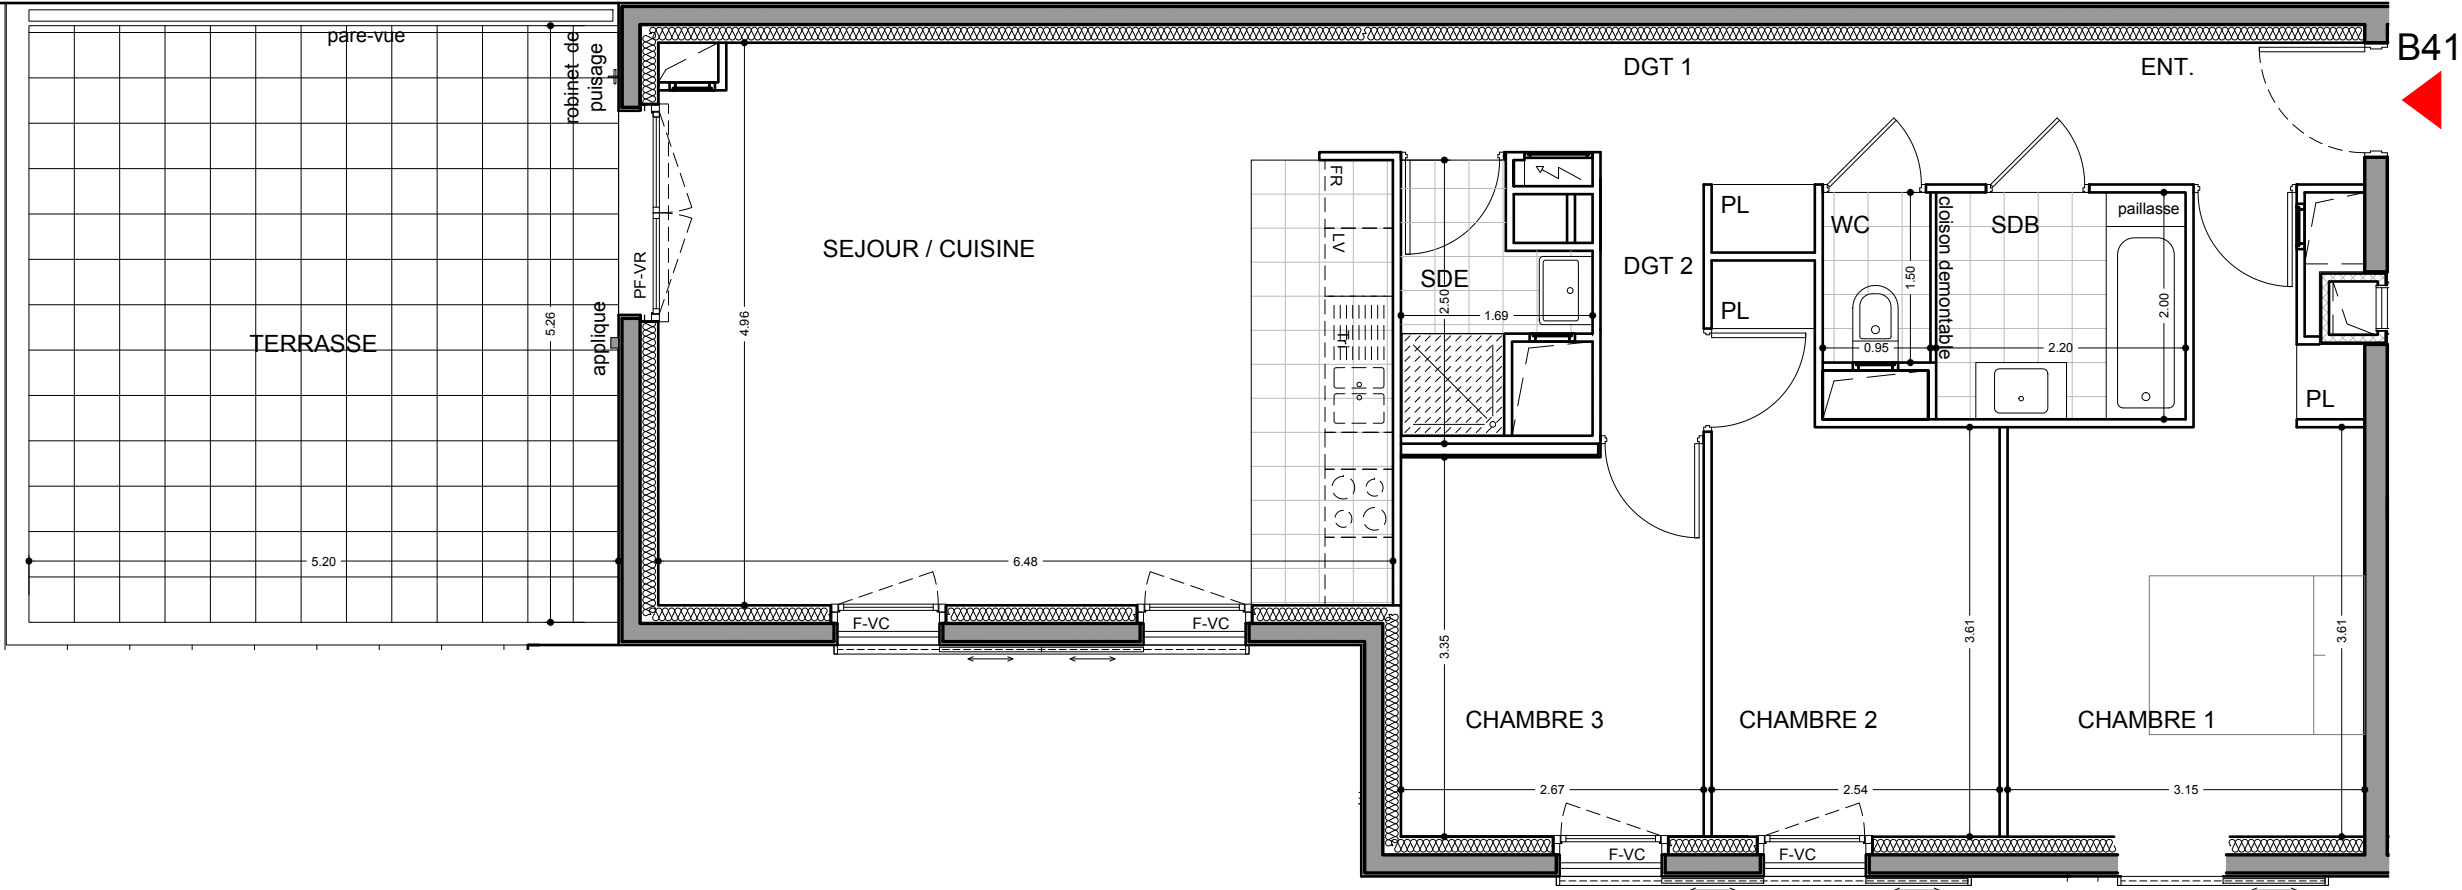 pare-vue
robinet de
puisage
DGT 1
ENT.
B41
FR
PL
WC
cloison demontable
SDB
paillasse
SEJOUR / CUISINE
LV
PF-VR
SDE
DGT 2
1.50
2.50
2.00
PL
1.69
TERRASSE
applique
5.26
4.96
Tri
0.95
2.20
PL
5.20
6.48
F-VC
F-VC
3.35
3.61
3.61
CHAMBRE 3
CHAMBRE 2
CHAMBRE 1
2.67
2.54
3.15
F-VC
F-VC